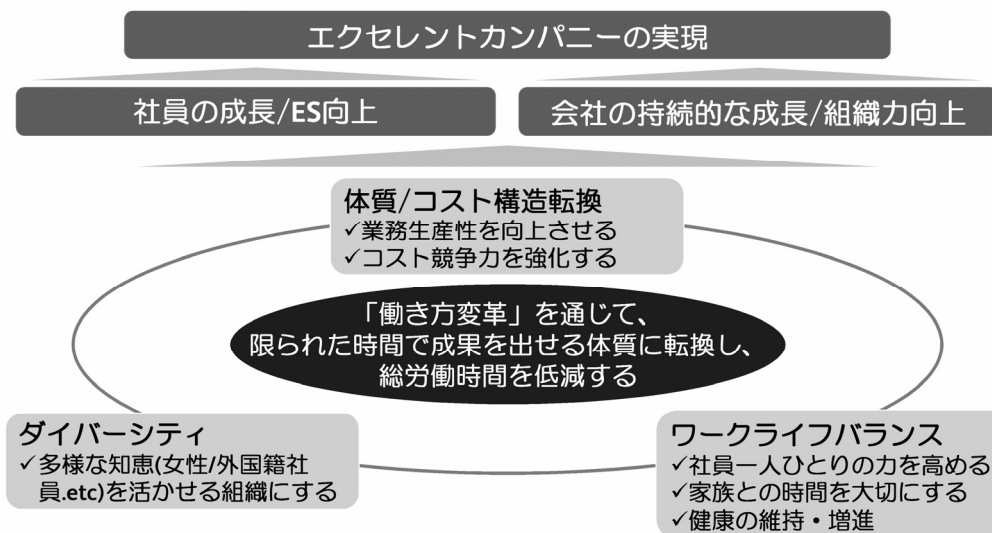 エクセレントカンパニーの実現
社員の成長/ES向上
会社の持続的な成長/組織力向上
体質/コスト構造転換
✓業務生産性を向上させる
✓コスト競争力を強化する
「働き方変革」を通じて、
限られた時間で成果を出せる体質に転換し、
総労働時間を低減する
ダイバーシティ
✓多様な知恵(女性/外国籍社
員.etc)を活かせる組織にする
ワークライフバランス
✓社員一人ひとりの力を高める
✓家族との時間を大切にする
✓健康の維持・増進